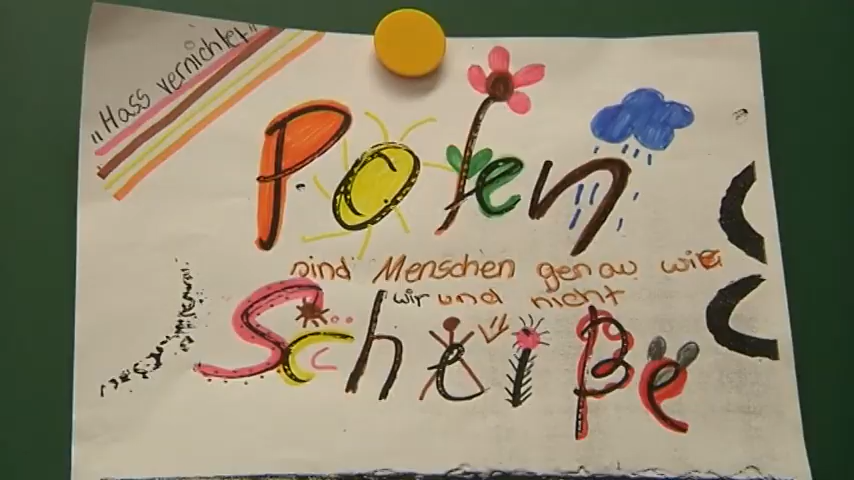 "Hass vernichtet"
Polen
sind Menschen genau wie
wir und nicht
Scheiße